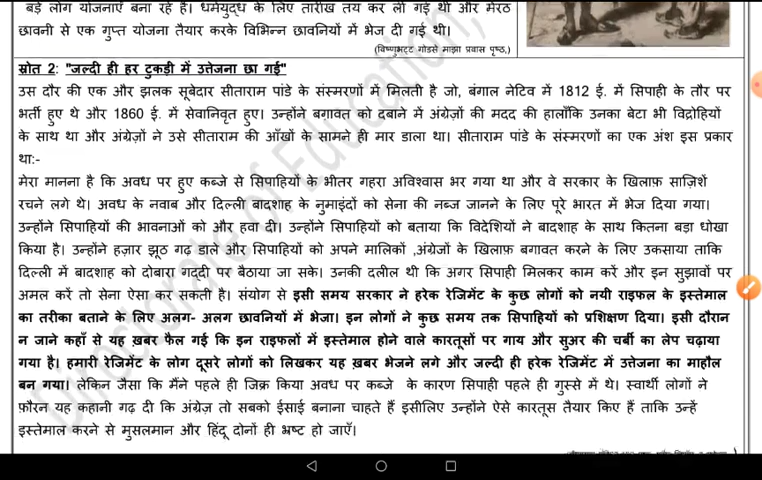 बड़े लोग योजनाएँ बना रहे हैं। धर्मयुद्ध के लिए तारीख तय कर ली गई थी और मेरठ
छावनी से एक गुप्त योजना तैयार करके विभिन्न छावनियों में भेज दी गई थी।
(विष्णुभट्ट गोडसे माझा प्रवास पृष्ठ,)
स्रोत 2: "जल्दी ही हर टुकड़ी में उत्तेजना छा गई"
उस दौर की एक और झलक सूबेदार सीताराम पांडे के संस्मरणों में मिलती है जो, बंगाल नेटिव में 1812 ई. में सिपाही के तौर पर
भर्ती हुए थे और 1860 ई. में सेवानिवृत हुए। उन्होंने बगावत को दबाने में अंग्रेज़ों की मदद की हालाँकि उनका बेटा भी विद्रोहियों
के साथ था और अंग्रेज़ों ने उसे सीताराम की आँखों के सामने ही मार डाला था। सीताराम पांडे के संस्मरणों का एक अंश इस प्रकार
था:-
मेरा मानना है कि अवध पर हुए कब्जे से सिपाहियों के भीतर गहरा अविश्वास भर गया था और वे सरकार के खिलाफ़ साज़िशें
रचने लगे थे। अवध के नवाब और दिल्ली बादशाह के नुमाइंदों को सेना की नब्ज जानने के लिए पूरे भारत में भेज दिया गया।
उन्होंने सिपाहियों की भावनाओं को और हवा दी। उन्होंने सिपाहियों को बताया कि विदेशियों ने बादशाह के साथ कितना बड़ा धोखा
किया है। उन्होंने हज़ार झूठ गढ़ डाले और सिपाहियों को अपने मालिकों ,अंग्रेजों के खिलाफ़ बगावत करने के लिए उकसाया ताकि
दिल्ली में बादशाह को दोबारा गद्दी पर बैठाया जा सके। उनकी दलील थी कि अगर सिपाही मिलकर काम करें और इन सुझावों पर
अमल करें तो सेना ऐसा कर सकती है। संयोग से इसी समय सरकार ने हरेक रेजिमेंट के कुछ लोगों को नयी राइफल के इस्तेमाल
का तरीका बताने के लिए अलग- अलग छावनियों में भेजा। इन लोगों ने कुछ समय तक सिपाहियों को प्रशिक्षण दिया। इसी दौरान
न जाने कहाँ से यह ख़बर फैल गई कि इन राइफलों में इस्तेमाल होने वाले कारतूसों पर गाय और सुअर की चर्बी का लेप चढ़ाया
गया है। हमारी रेजिमेंट के लोग दूसरे लोगों को लिखकर यह ख़बर भेजने लगे और जल्दी ही हरेक रेजिमेंट में उत्तेजना का माहौल
बन गया। लेकिन जैसा कि मैंने पहले ही जिक्र किया अवध पर कब्जे के कारण सिपाही पहले ही गुस्से में थे। स्वार्थी लोगों ने
फ़ौरन यह कहानी गढ़ दी कि अंग्रेज़ तो सबको ईसाई बनाना चाहते हैं इसीलिए उन्होंने ऐसे कारतूस तैयार किए हैं ताकि उन्हें
इस्तेमाल करने से मुसलमान और हिंदू दोनों ही भ्रष्ट हो जाएँ।
Directorate of Education,